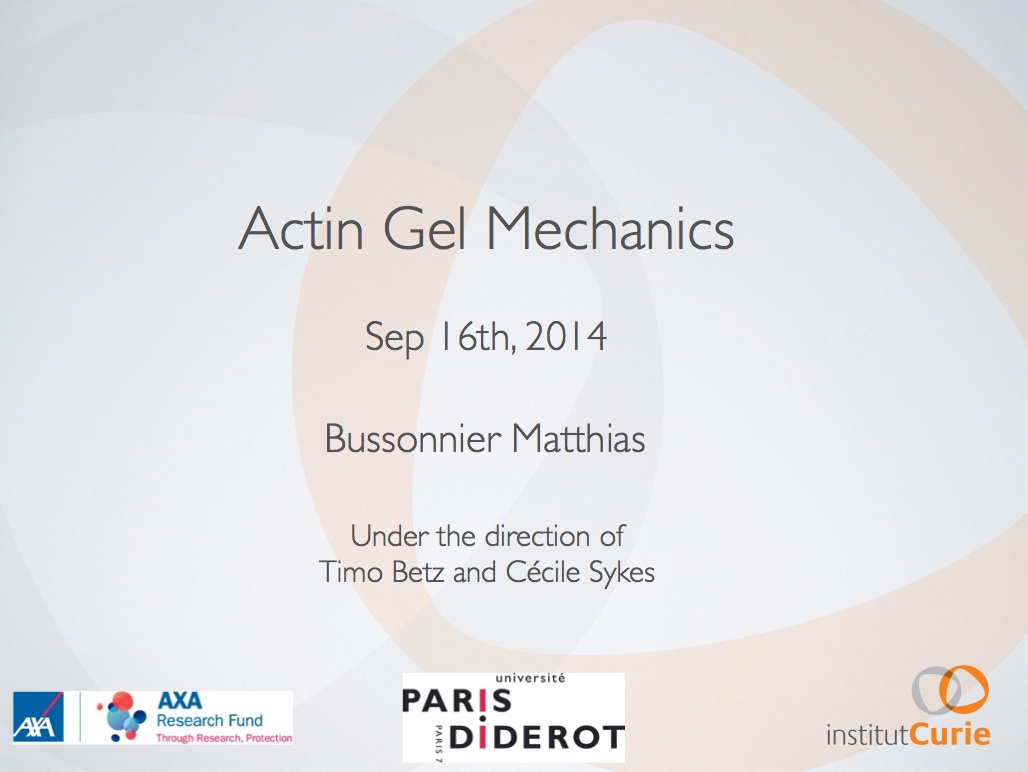 Actin Gel Mechanics
Sep 16th, 2014
Bussonnier Matthias
Under the direction of
Timo Betz and Cécile Sykes
AXA
AXA
Research Fund
Through Research, Protection
université
PARIS
DIDEROT
PARIS 7
institutCurie